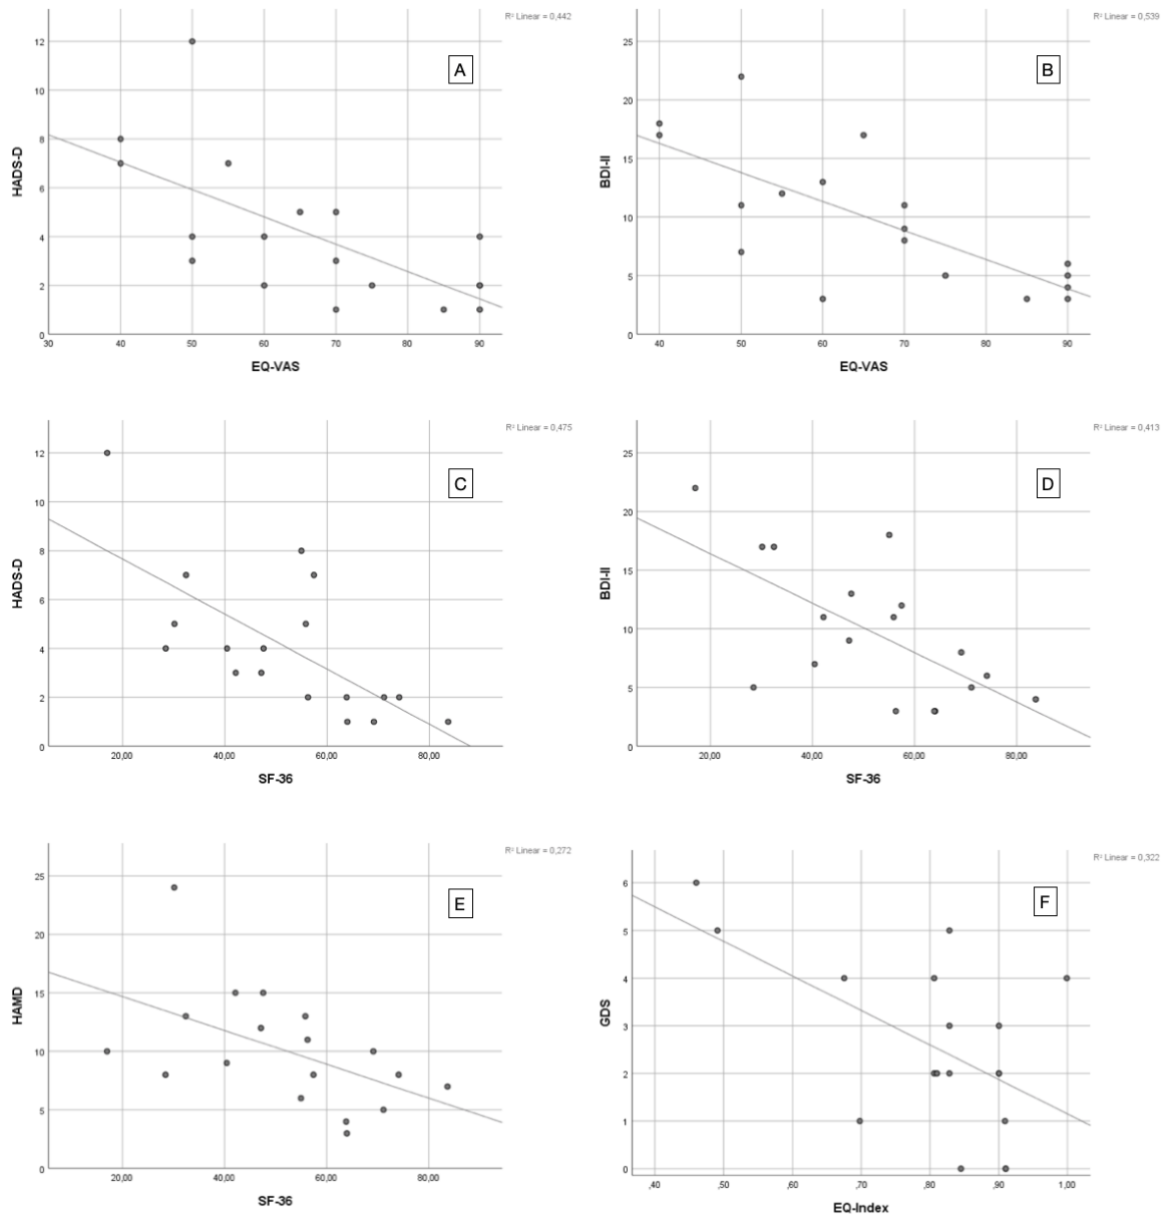 R² Linear = 0,442
12
10
8
6
4
2
0
A
HADS-D
30 40 50 60 70 80 90
EQ-VAS
R² Linear = 0,539
25
20
15
10
5
0
B
BDI-II
40 50 60 70 80 90
EQ-VAS
R² Linear = 0,475
12
10
8
6
4
2
0
C
HADS-D
20,00 40,00 60,00 80,00
SF-36
R² Linear = 0,413
25
20
15
10
5
0
D
BDI-II
20,00 40,00 60,00 80,00
SF-36
R² Linear = 0,272
25
20
15
10
5
0
E
HAMD
20,00 40,00 60,00 80,00
SF-36
R² Linear = 0,322
6
5
4
3
2
1
0
F
GDS
,40 ,50 ,60 ,70 ,80 ,90 1,00
EQ-Index